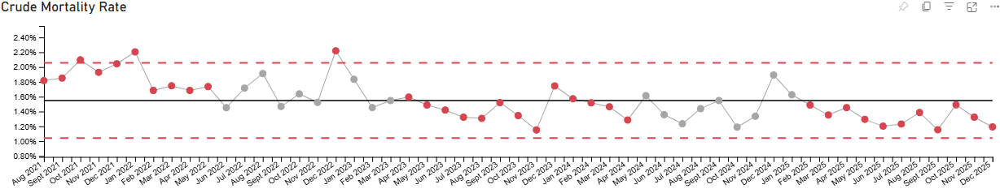 Crude Mortality Rate
2.40%
2.20%
2.00%
1.80%
1.60%
1.40%
1.20%
1.00%
0.80%
Aug 2021
Sept 2021
Oct 2021
Nov 2021
Dec 2021
Jan 2022
Feb 2022
Mar 2022
Apr 2022
May 2022
Jun 2022
Jul 2022
Aug 2022
Sept 2022
Oct 2022
Nov 2022
Dec 2022
Jan 2023
Feb 2023
Mar 2023
Apr 2023
May 2023
Jun 2023
Jul 2023
Aug 2023
Sept 2023
Oct 2023
Nov 2023
Dec 2023
Jan 2024
Feb 2024
Mar 2024
Apr 2024
May 2024
Jun 2024
Jul 2024
Aug 2024
Sept 2024
Oct 2024
Nov 2024
Dec 2024
Jan 2025
Feb 2025
Mar 2025
Apr 2025
May 2025
Jun 2025
Jul 2025
Aug 2025
Sept 2025
Oct 2025
Nov 2025
Dec 2025